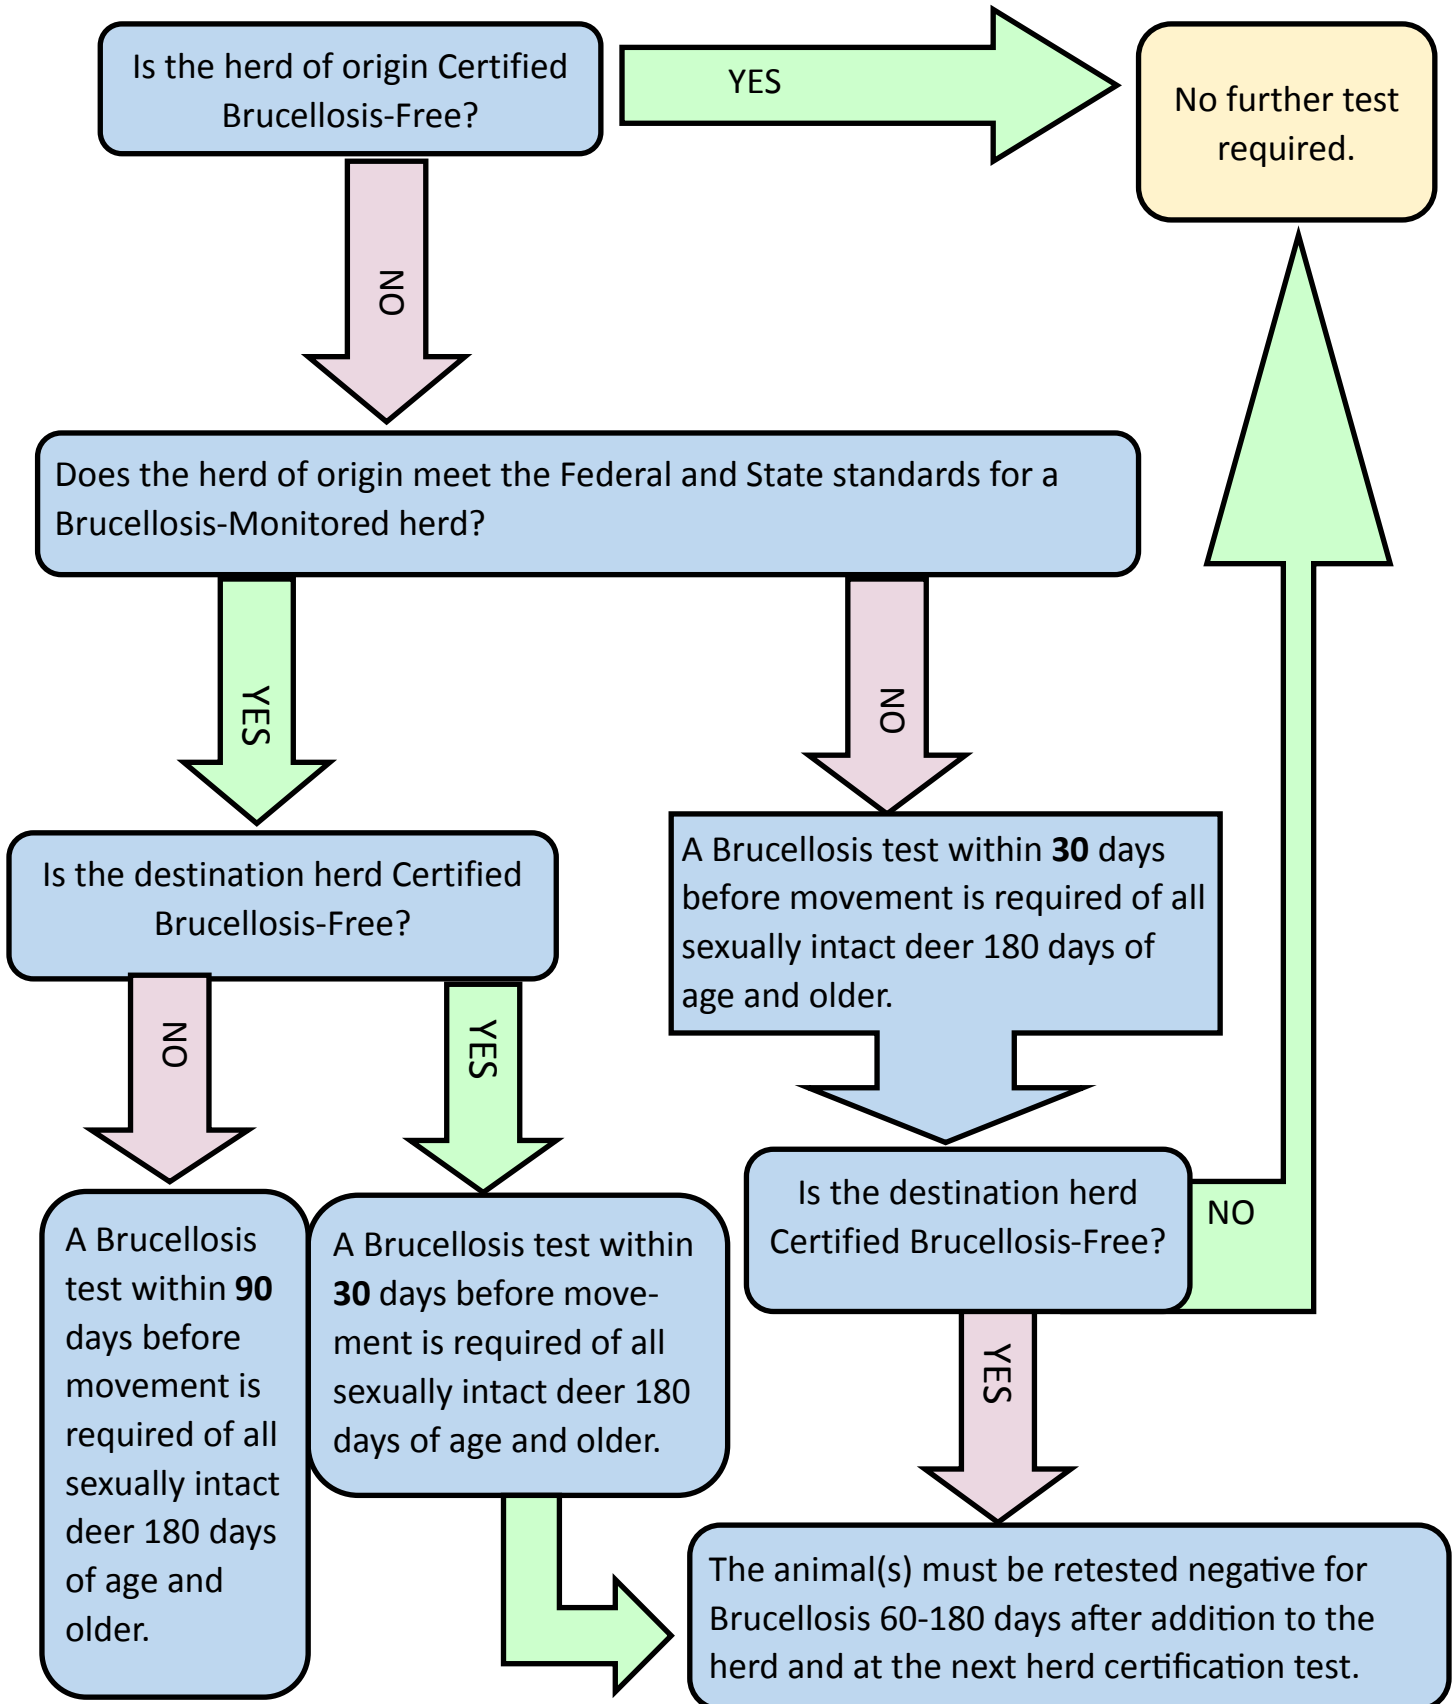 Is the herd of origin Certified
Brucellosis-Free?
YES
No further test
required.
NO
Does the herd of origin meet the Federal and State standards for a
Brucellosis-Monitored herd?
YES
NO
Is the destination herd Certified
Brucellosis-Free?
A Brucellosis test within 30 days
before movement is required of all
sexually intact deer 180 days of
age and older.
NO
YES
Is the destination herd
Certified Brucellosis-Free?
NO
A Brucellosis
test within 90
days before
movement is
required of all
sexually intact
deer 180 days
of age and
older.
A Brucellosis test within
30 days before move-
ment is required of all
sexually intact deer 180
days of age and older.
YES
The animal(s) must be retested negative for
Brucellosis 60-180 days after addition to the
herd and at the next herd certification test.